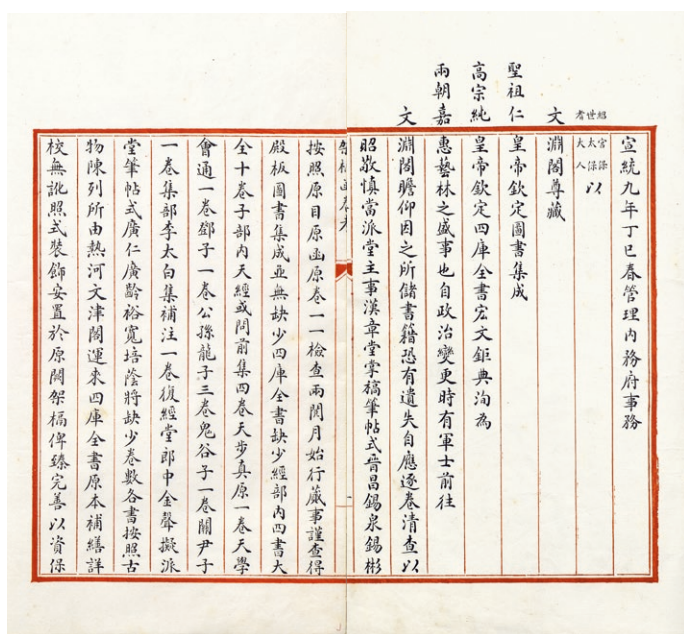 宣統九年丁巳春管理內務府事務
紹世耆
宮太大
保保人以
文淵閣尊藏
聖祖仁皇帝欽定圖書集成
高宗純皇帝欽定四庫全書宏文鉅典洵為
兩朝嘉惠藝林之盛事也自政治變更時有軍士前往
文淵閣瞻仰因之所儲書籍恐有遺失自應逐卷清查以
昭敬慎當派堂主事漢章堂掌稿筆帖式晉昌錫泉錫彬
按照原目原函原卷一一檢查兩閱月始行蕆事謹查得
殿板圖書集成並無缺少四庫全書缺少經部內四書大
全十卷子部內天經或問前集四卷天步真原一卷天學
會通一卷鄧子一卷公孫龍子三卷鬼谷子一卷關尹子
一卷集部李太白集補注一卷復經堂郎中金聲擬派
堂筆帖式廣仁廣齡裕寬培蔭將缺少卷數各書按照古
物陳列所由熱河文津閣運來四庫全書原本補繕詳
校無訛照式裝飾安置於原閣架槅俾臻完善以資保